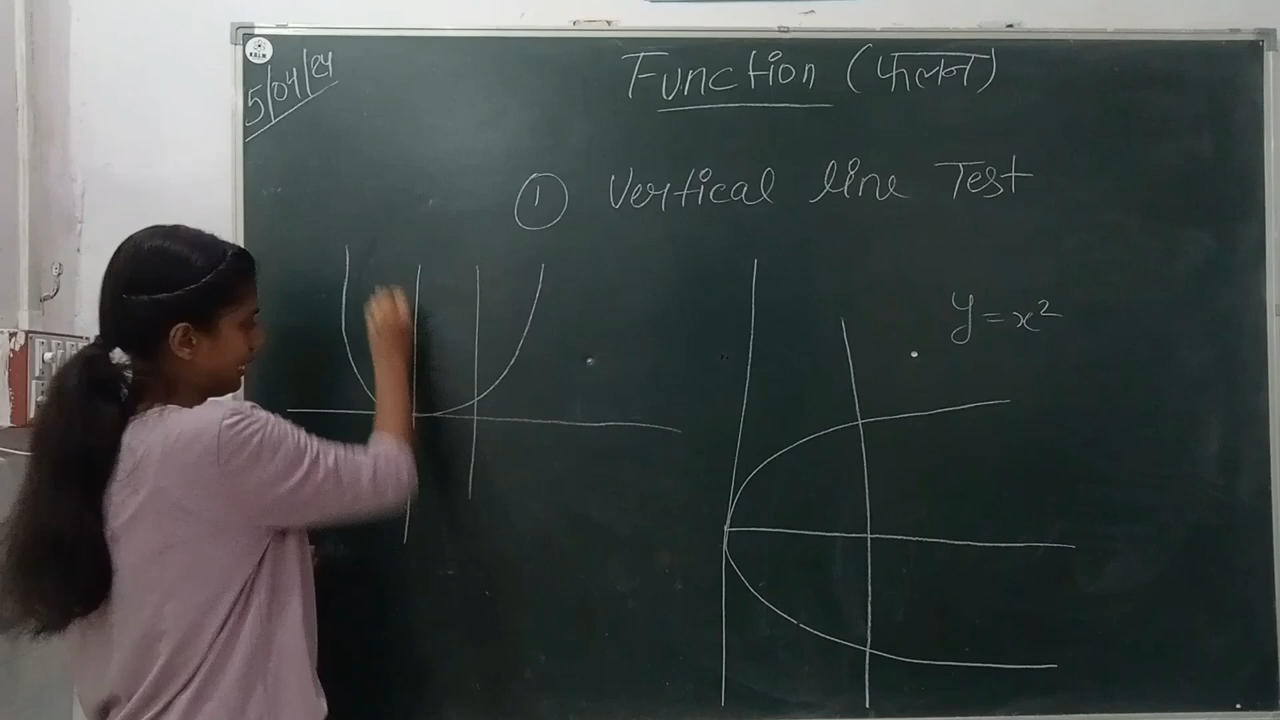 5/04/24
Function (फलन)
① Vertical line Test
y = x²